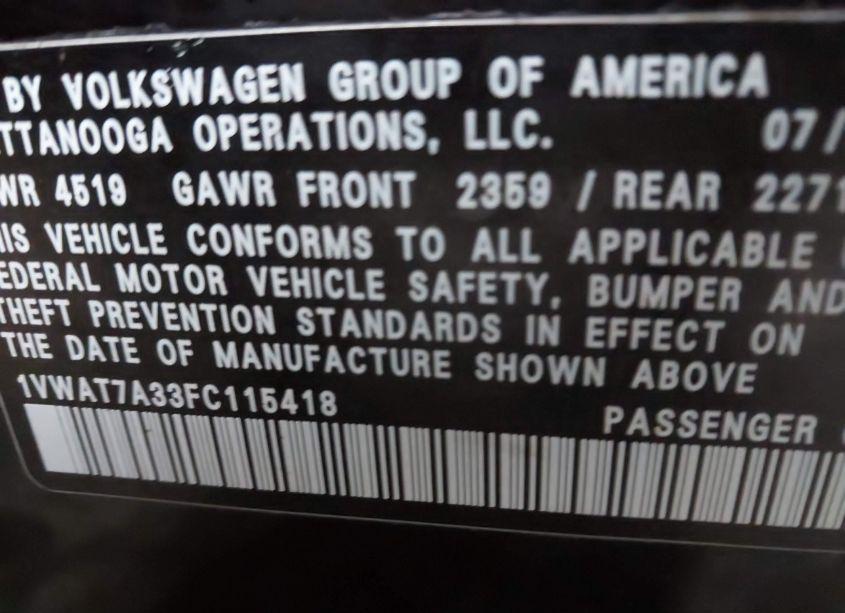 BY VOLKSWAGEN GROUP OF AMERICA
TTANOOGA OPERATIONS, LLC. 07/
WR 4519 GAWR FRONT 2359 / REAR 2271
IS VEHICLE CONFORMS TO ALL APPLICABLE
EDERAL MOTOR VEHICLE SAFETY, BUMPER AND
THEFT PREVENTION STANDARDS IN EFFECT ON
THE DATE OF MANUFACTURE SHOWN ABOVE
1VWAT7A33FC115418 PASSENGER